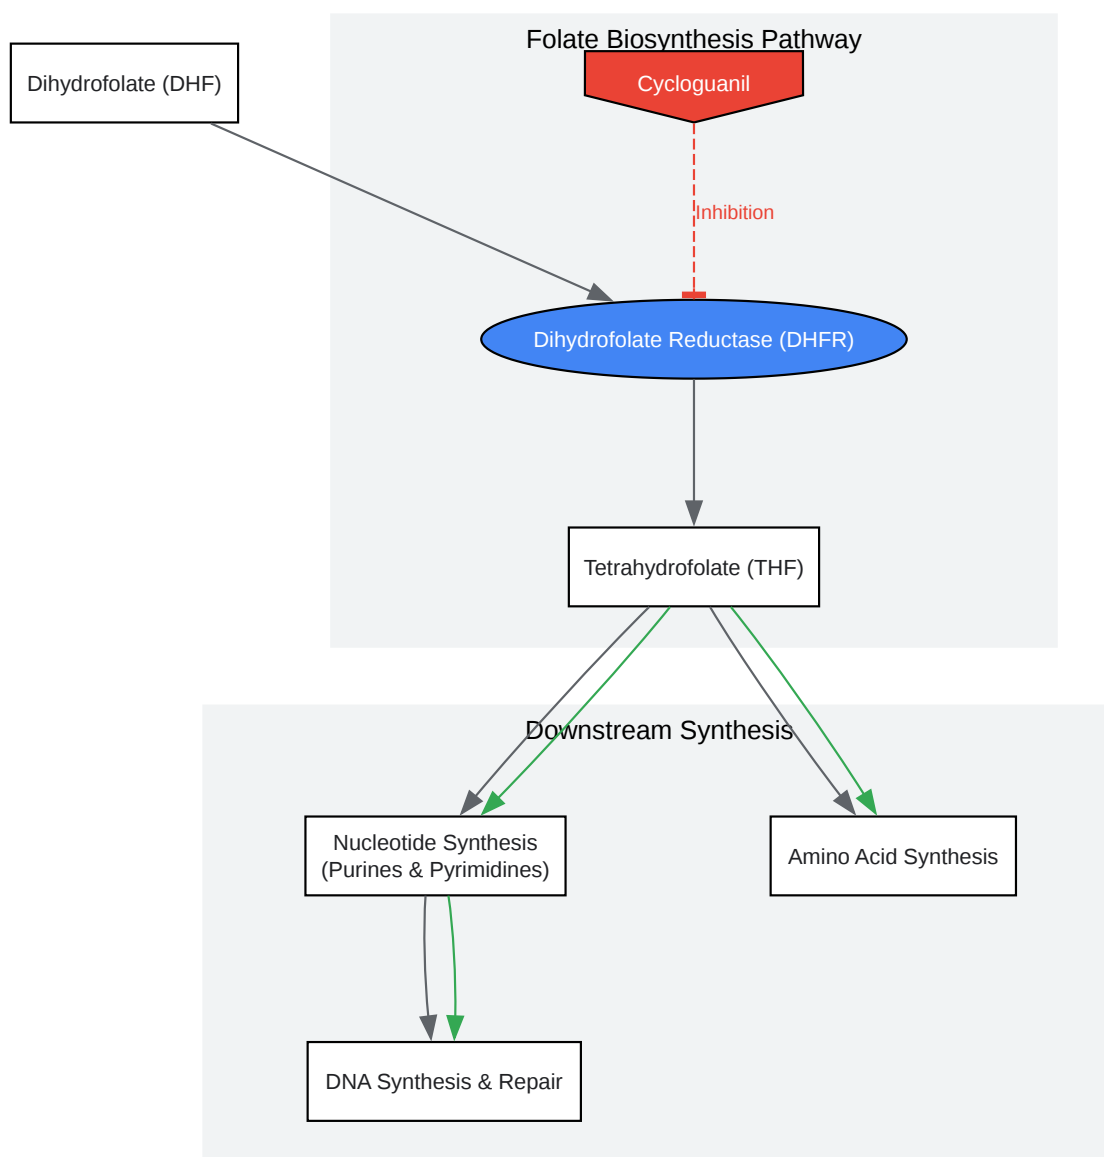 Folate Biosynthesis Pathway
Dihydrofolate (DHF)
Cycloguanil
Inhibition
Dihydrofolate Reductase (DHFR)
Tetrahydrofolate (THF)
Downstream Synthesis
Nucleotide Synthesis
(Purines & Pyrimidines)
Amino Acid Synthesis
DNA Synthesis & Repair